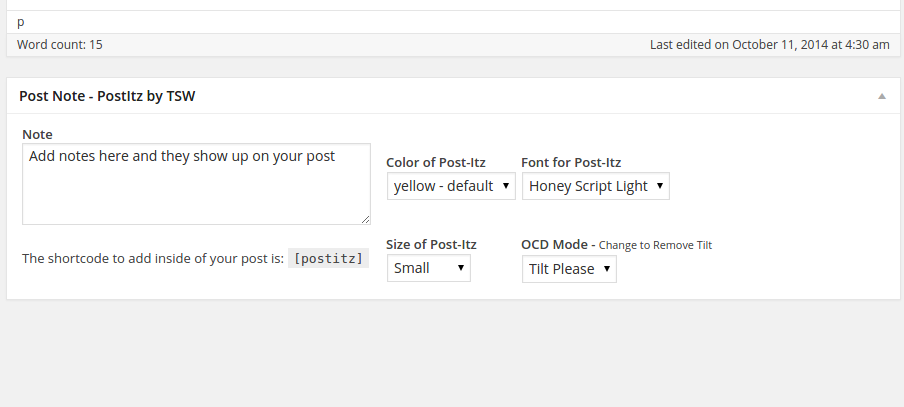 p
Word count: 15 Last edited on October 11, 2014 at 4:30 am
Post Note - PostItz by TSW
Note
Add notes here and they show up on your post
Color of Post-Itz Font for Post-Itz
yellow - default Honey Script Light
Size of Post-Itz OCD Mode - Change to Remove Tilt
The shortcode to add inside of your post is: [postitz]
Small Tilt Please